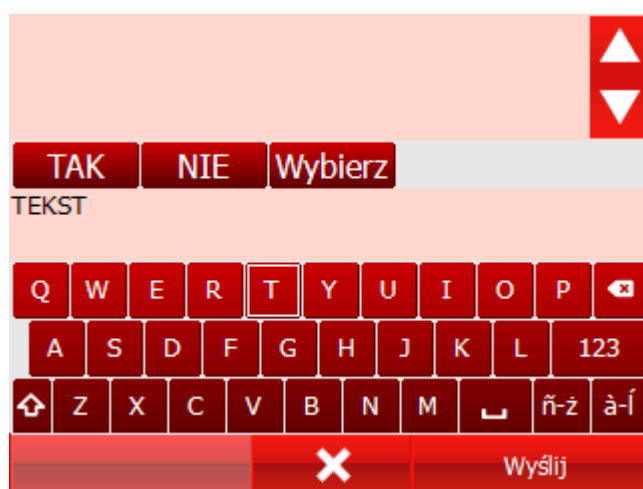 TAK NIE Wybierz
TEKST
Q W E R T Y U I O P
A S D F G H J K L 123
Z X C V B N M ñ-ż à-Í
Wyślij